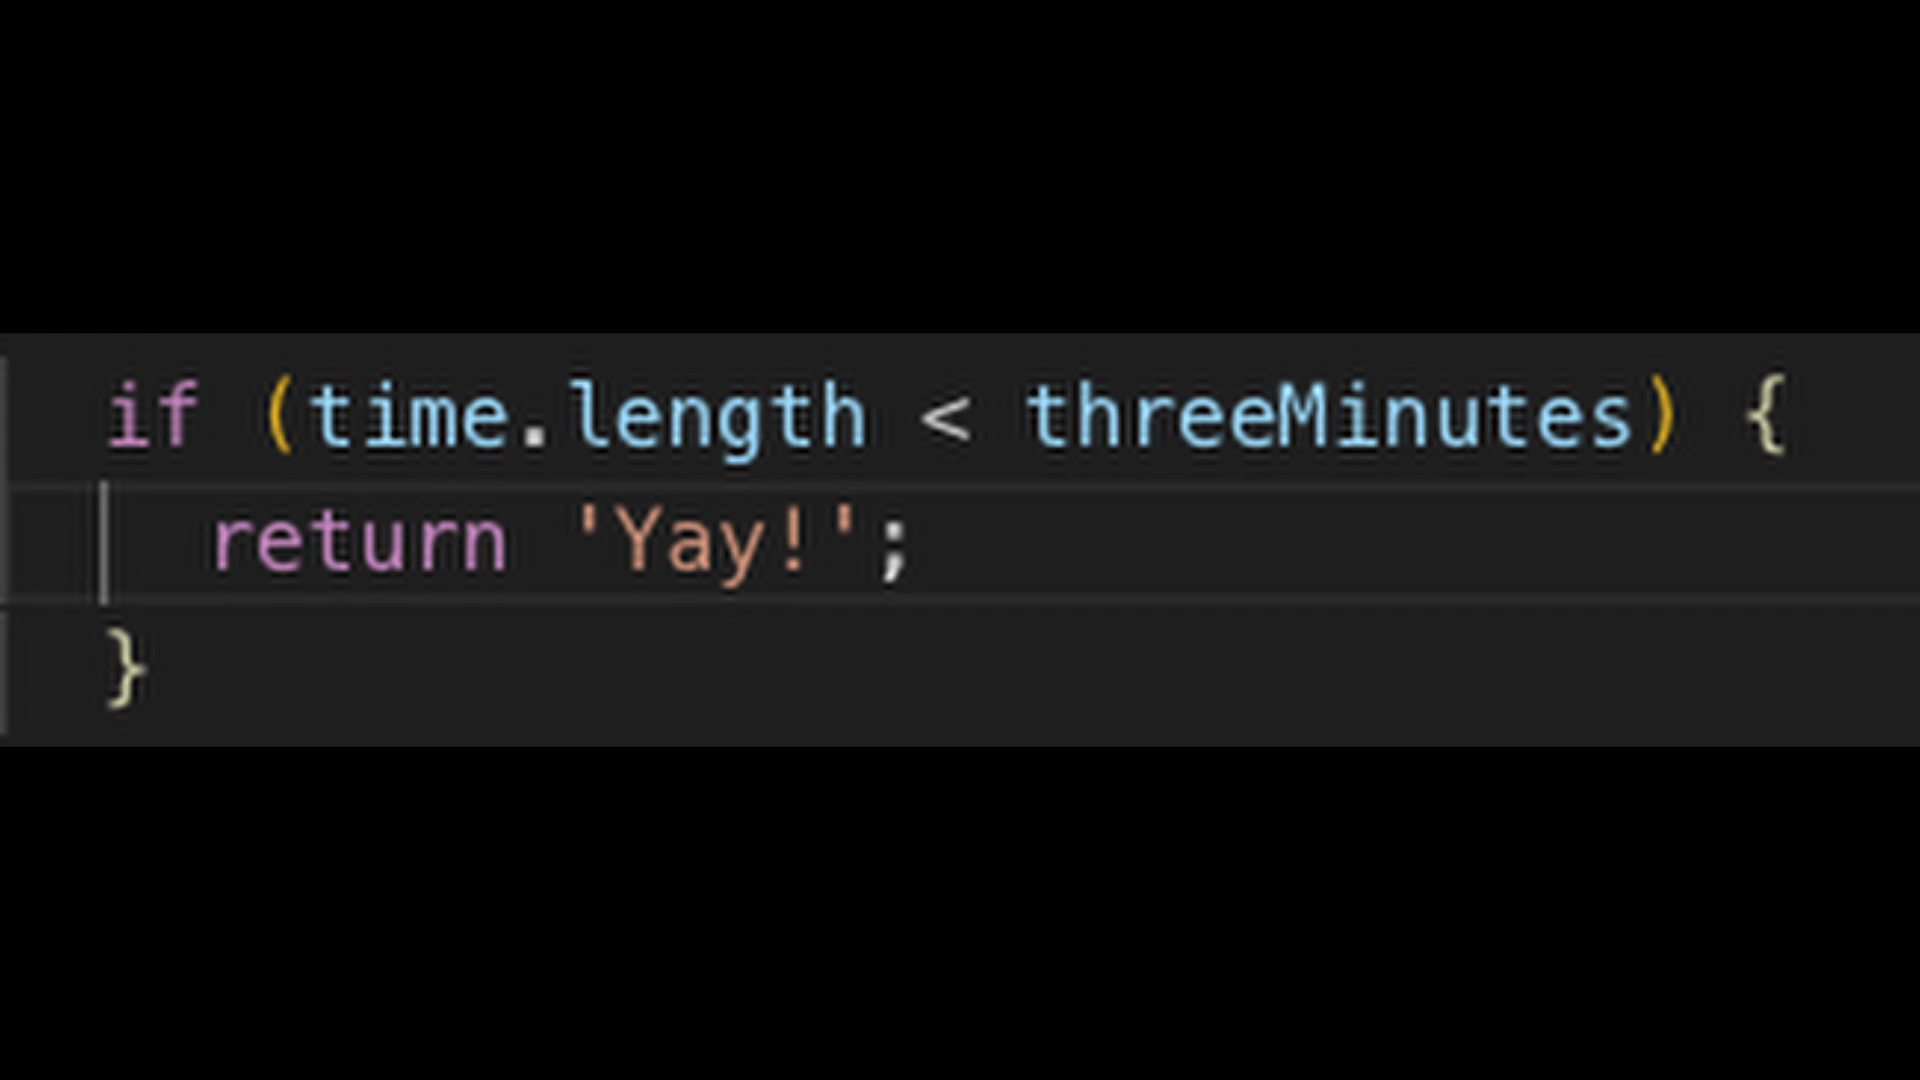 if (time.length < threeMinutes) {
  return 'Yay!';
}